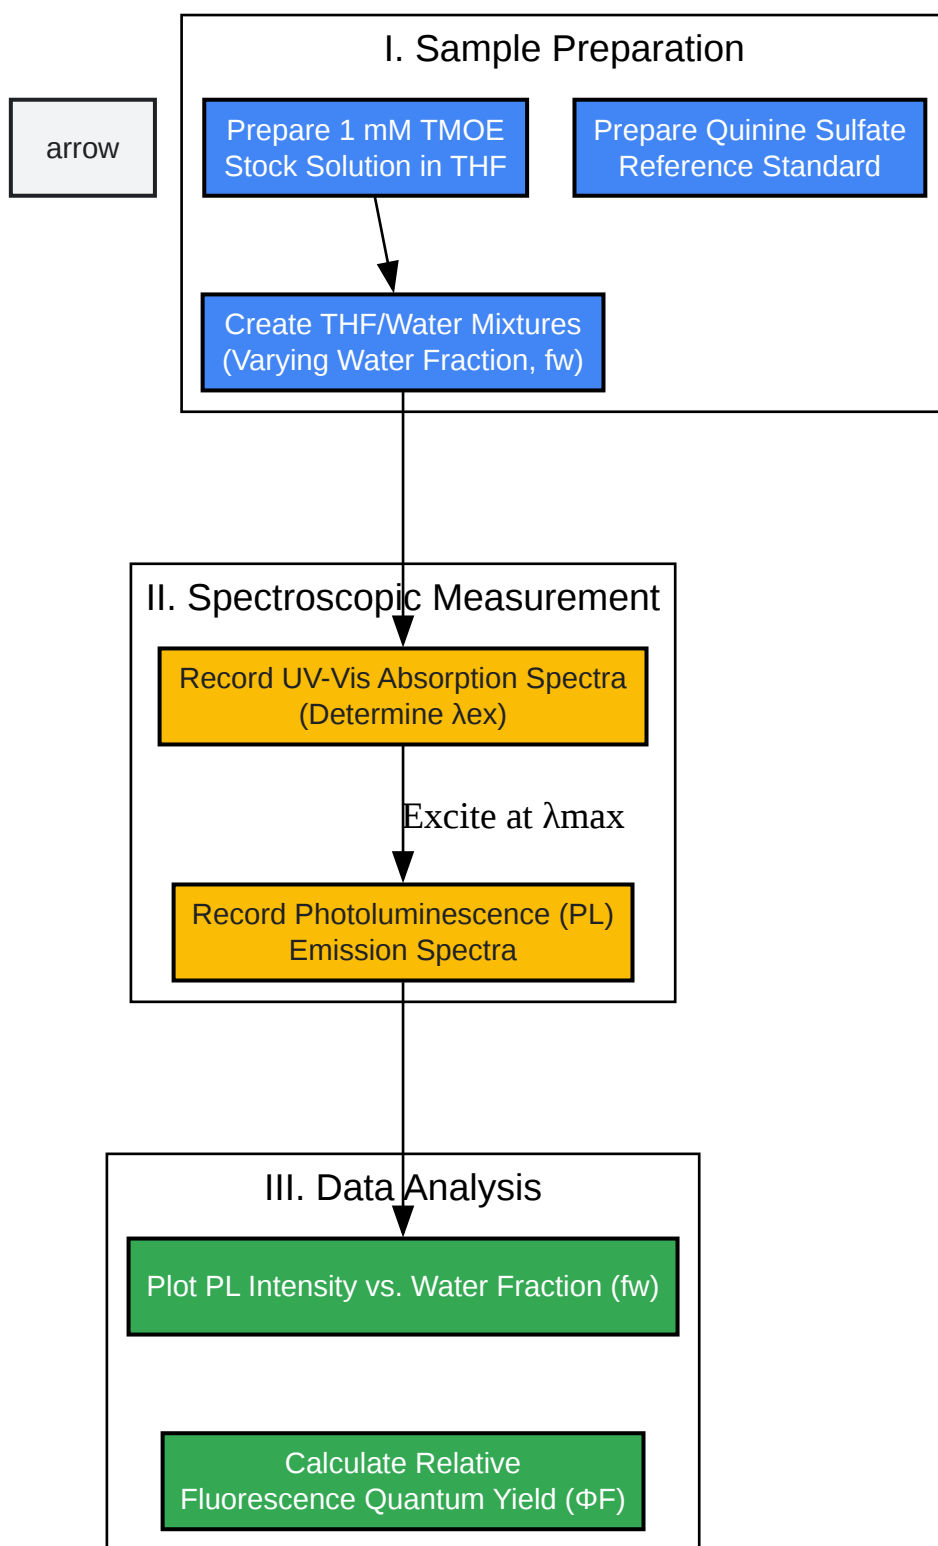 I. Sample Preparation
arrow
Prepare 1 mM TMOE
Stock Solution in THF
Prepare Quinine Sulfate
Reference Standard
Create THF/Water Mixtures
(Varying Water Fraction, fw)
II. Spectroscopic Measurement
Record UV-Vis Absorption Spectra
(Determine λex)
Excite at λmax
Record Photoluminescence (PL)
Emission Spectra
III. Data Analysis
Plot PL Intensity vs. Water Fraction (fw)
Calculate Relative
Fluorescence Quantum Yield (ΦF)